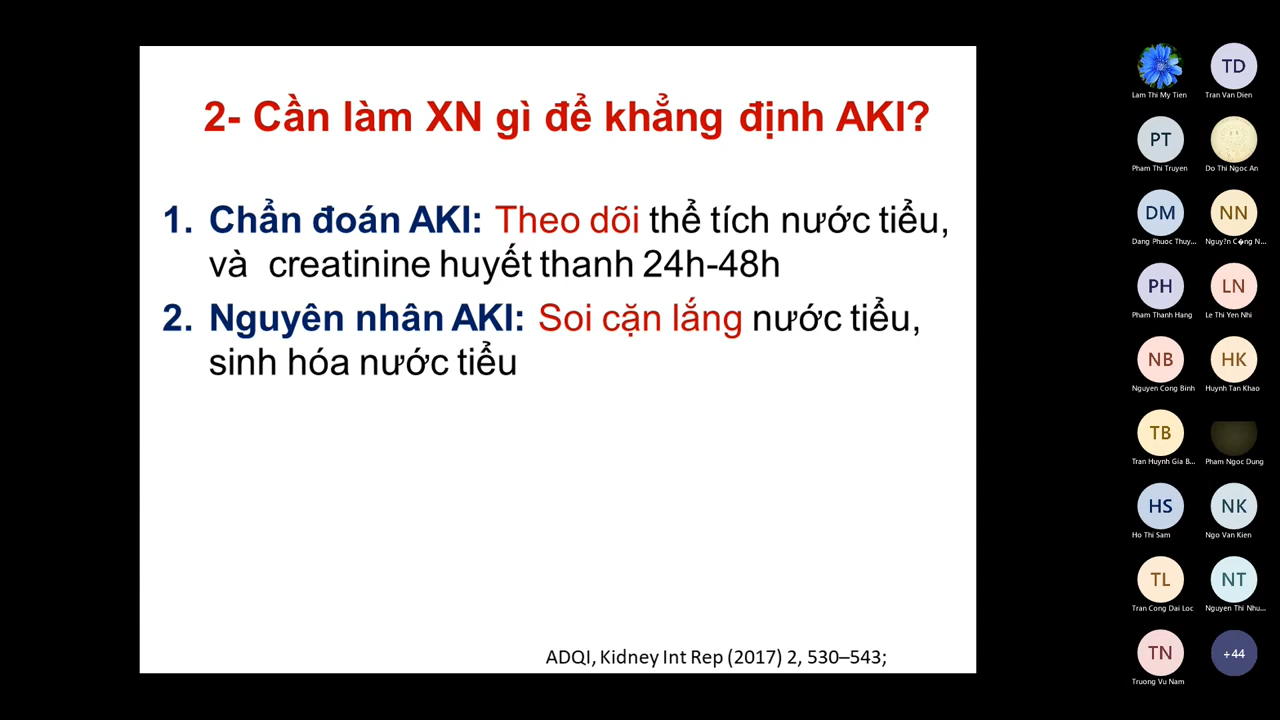 2- Cần làm XN gì để khẳng định AKI?
1. Chẩn đoán AKI: Theo dõi thể tích nước tiểu,
và creatinine huyết thanh 24h-48h
2. Nguyên nhân AKI: Soi cặn lắng nước tiểu,
sinh hóa nước tiểu
ADQI, Kidney Int Rep (2017) 2, 530–543;
Lam Thi My Tien
TD
Tran Van Dien
PT
Pham Thi Truyen
Do Thi Ngoc An
DM
Dang Phuoc Thuy...
NN
Nguy?n C�ng N...
PH
Pham Thanh Hang
LN
Le Thi Yen Nhi
NB
Nguyen Cong Binh
HK
Huynh Tan Khao
TB
Tran Huynh Gia B...
Pham Ngoc Dung
HS
Ho Thi Sam
NK
Ngo Van Kien
TL
Tran Cong Dai Loc
NT
Nguyen Thi Nhu...
TN
Truong Vu Nam
+44